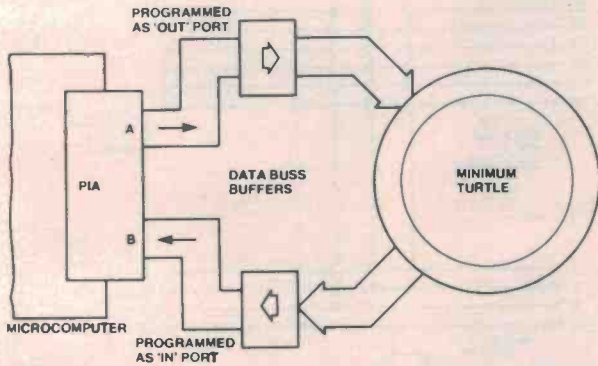 PROGRAMMED
AS 'OUT' PORT
A
PIA
DATA BUSS
BUFFERS
MINIMUM
TURTLE
B
MICROCOMPUTER
PROGRAMMED
AS 'IN' PORT